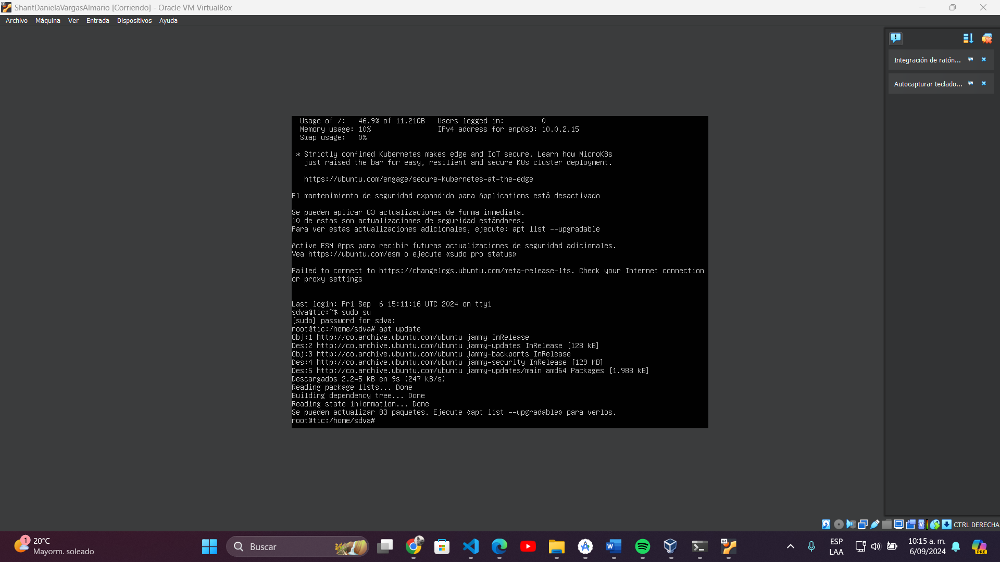 SharitDanielaVargasAlmario [Corriendo] - Oracle VM VirtualBox
Archivo Máquina Ver Entrada Dispositivos Ayuda
Integración de ratón...
Autocapturar teclado...
Usage of /: 46.9% of 11.21GB Users logged in: 0
Memory usage: 10% IPv4 address for enp0s3: 10.0.2.15
Swap usage: 0%
* Strictly confined Kubernetes makes edge and IoT secure. Learn how MicroK8s
just raised the bar for easy, resilient and secure K8s cluster deployment.
https://ubuntu.com/engage/secure-kubernetes-at-the-edge
El mantenimiento de seguridad expandido para Applications está desactivado
Se pueden aplicar 83 actualizaciones de forma inmediata.
10 de estas son actualizaciones de seguridad estándares.
Para ver estas actualizaciones adicionales, ejecute: apt list --upgradable
Active ESM Apps para recibir futuras actualizaciones de seguridad adicionales.
Vea https://ubuntu.com/esm o ejecute «sudo pro status»
Failed to connect to https://changelogs.ubuntu.com/meta-release-lts. Check your Internet connection
or proxy settings
Last login: Fri Sep  6 15:11:16 UTC 2024 on tty1
sdva@tic:~$ sudo su
[sudo] password for sdva:
root@tic:/home/sdva# apt update
Obj:1 http://co.archive.ubuntu.com/ubuntu jammy InRelease
Des:2 http://co.archive.ubuntu.com/ubuntu jammy-updates InRelease [128 kB]
Obj:3 http://co.archive.ubuntu.com/ubuntu jammy-backports InRelease
Des:4 http://co.archive.ubuntu.com/ubuntu jammy-security InRelease [129 kB]
Des:5 http://co.archive.ubuntu.com/ubuntu jammy-updates/main amd64 Packages [1.988 kB]
Descargados 2.245 kB en 9s (247 kB/s)
Reading package lists... Done
Building dependency tree... Done
Reading state information... Done
Se pueden actualizar 83 paquetes. Ejecute «apt list --upgradable» para verlos.
root@tic:/home/sdva#
CTRL DERECHA
1
20°C
Mayorm. soleado
Buscar
ESP
LAA
10:15 a. m.
6/09/2024
PRE